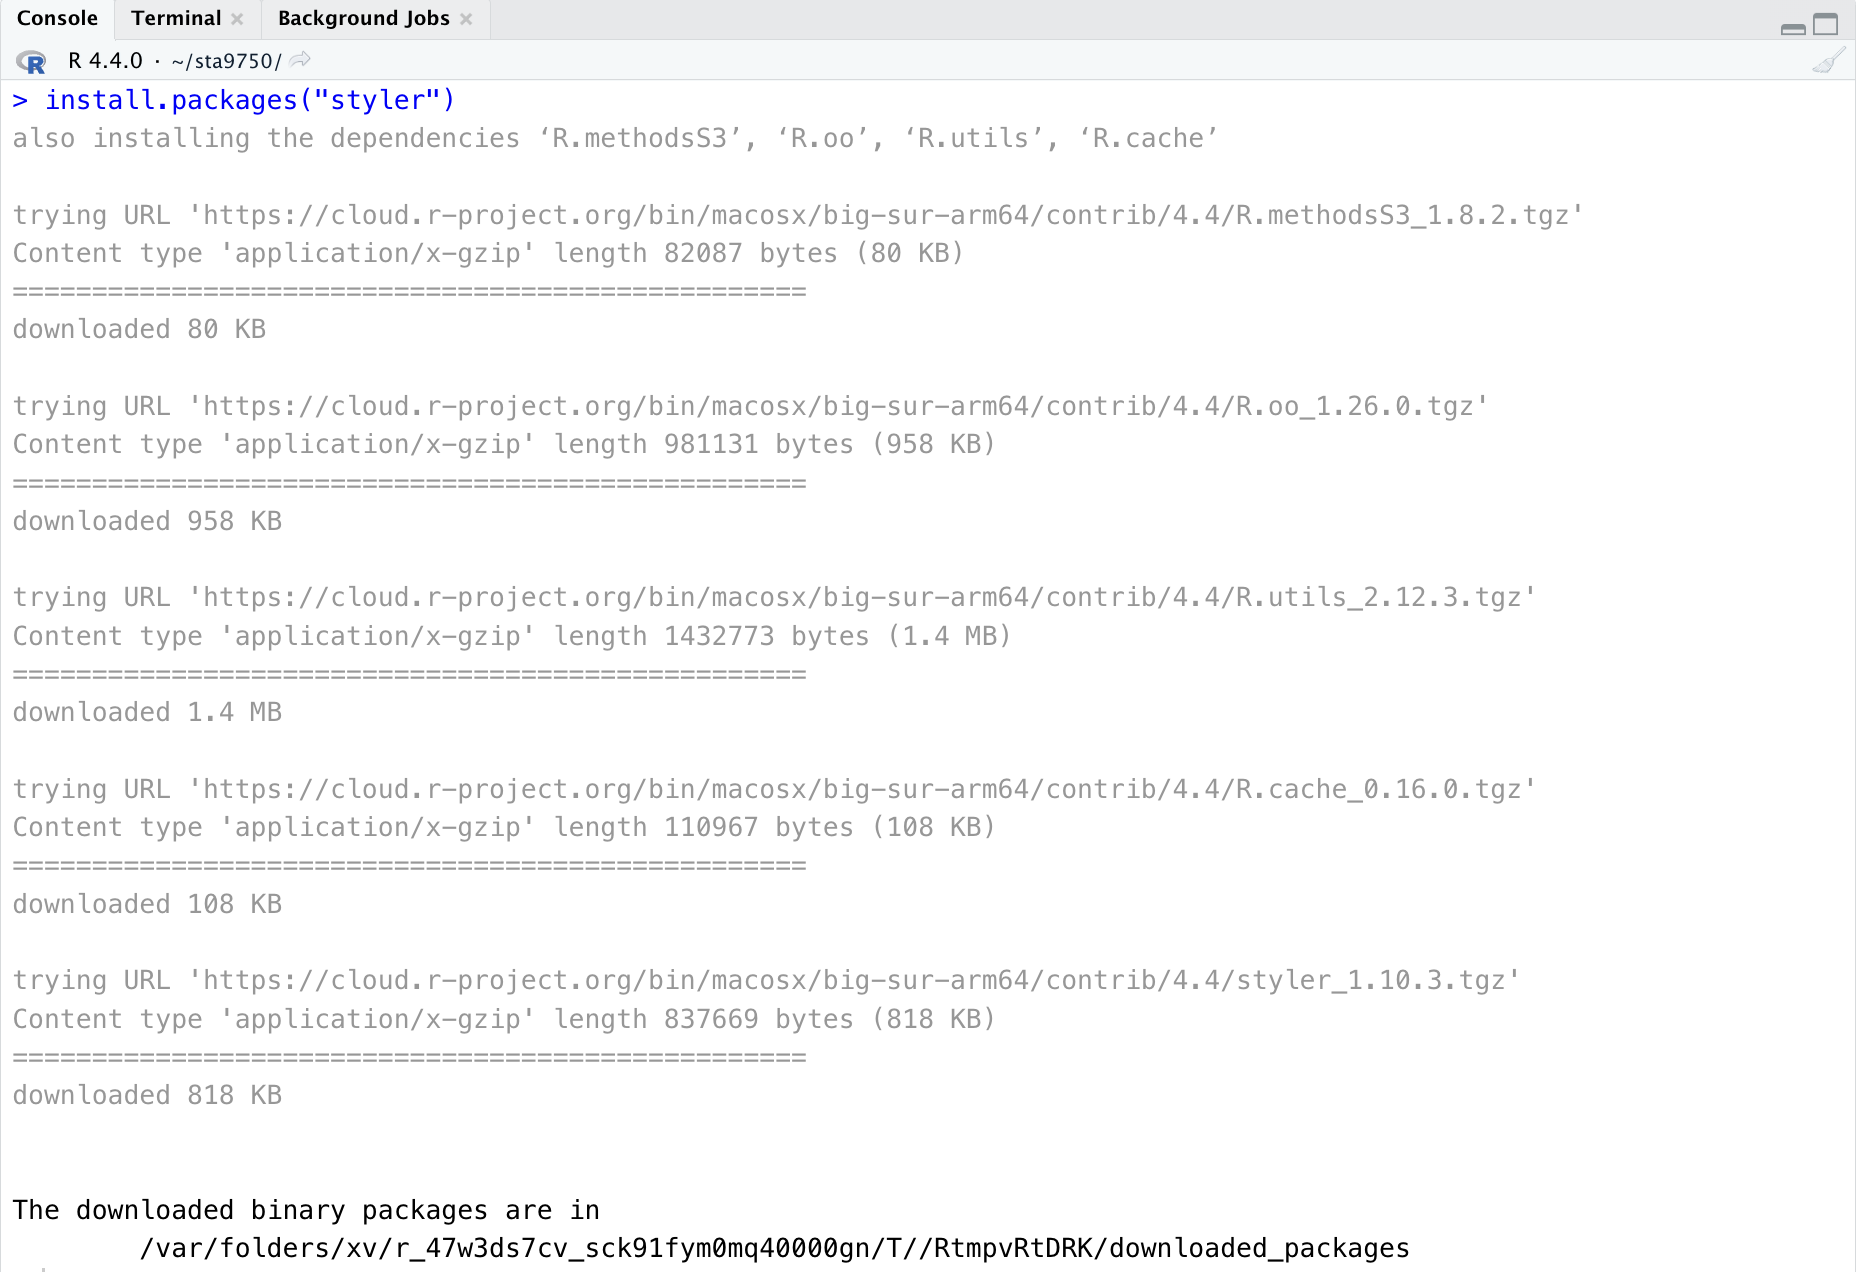 Console Terminal Background Jobs
R 4.4.0 · ~/sta9750/
> install.packages("styler")
also installing the dependencies ‘R.methodsS3’, ‘R.oo’, ‘R.utils’, ‘R.cache’
trying URL 'https://cloud.r-project.org/bin/macosx/big-sur-arm64/contrib/4.4/R.methodsS3_1.8.2.tgz'
Content type 'application/x-gzip' length 82087 bytes (80 KB)
==================================================
downloaded 80 KB
trying URL 'https://cloud.r-project.org/bin/macosx/big-sur-arm64/contrib/4.4/R.oo_1.26.0.tgz'
Content type 'application/x-gzip' length 981131 bytes (958 KB)
==================================================
downloaded 958 KB
trying URL 'https://cloud.r-project.org/bin/macosx/big-sur-arm64/contrib/4.4/R.utils_2.12.3.tgz'
Content type 'application/x-gzip' length 1432773 bytes (1.4 MB)
==================================================
downloaded 1.4 MB
trying URL 'https://cloud.r-project.org/bin/macosx/big-sur-arm64/contrib/4.4/R.cache_0.16.0.tgz'
Content type 'application/x-gzip' length 110967 bytes (108 KB)
==================================================
downloaded 108 KB
trying URL 'https://cloud.r-project.org/bin/macosx/big-sur-arm64/contrib/4.4/styler_1.10.3.tgz'
Content type 'application/x-gzip' length 837669 bytes (818 KB)
==================================================
downloaded 818 KB
The downloaded binary packages are in
/var/folders/xv/r_47w3ds7cv_sck91fym0mq40000gn/T//RtmpvRtDRK/downloaded_packages